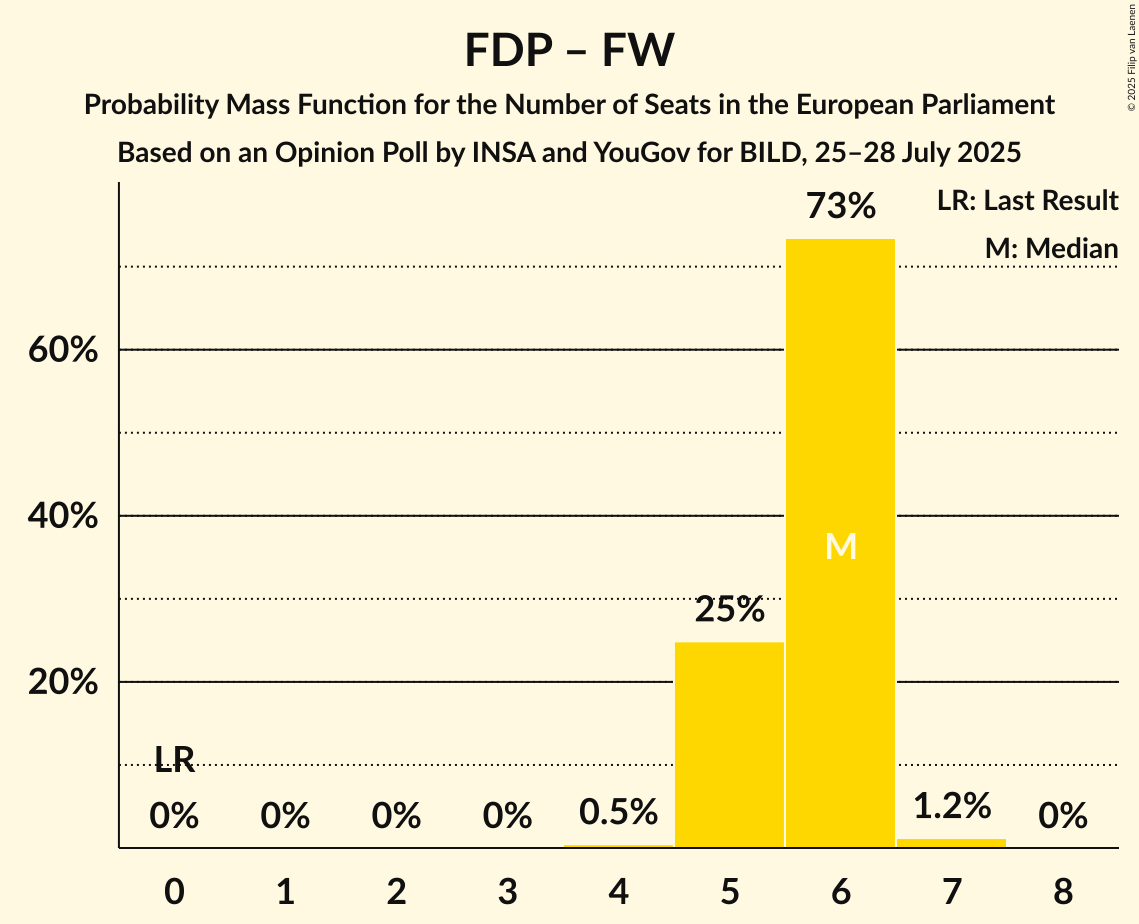 FDP – FW
Probability Mass Function for the Number of Seats in the European Parliament
Based on an Opinion Poll by INSA and YouGov for BILD, 25–28 July 2025
© 2025 Filip van Laenen
LR: Last Result
M: Median
73%
60%
40%
M
25%
20%
LR
0% 0% 0% 0% 0.5% 1.2% 0%
0 1 2 3 4 5 6 7 8